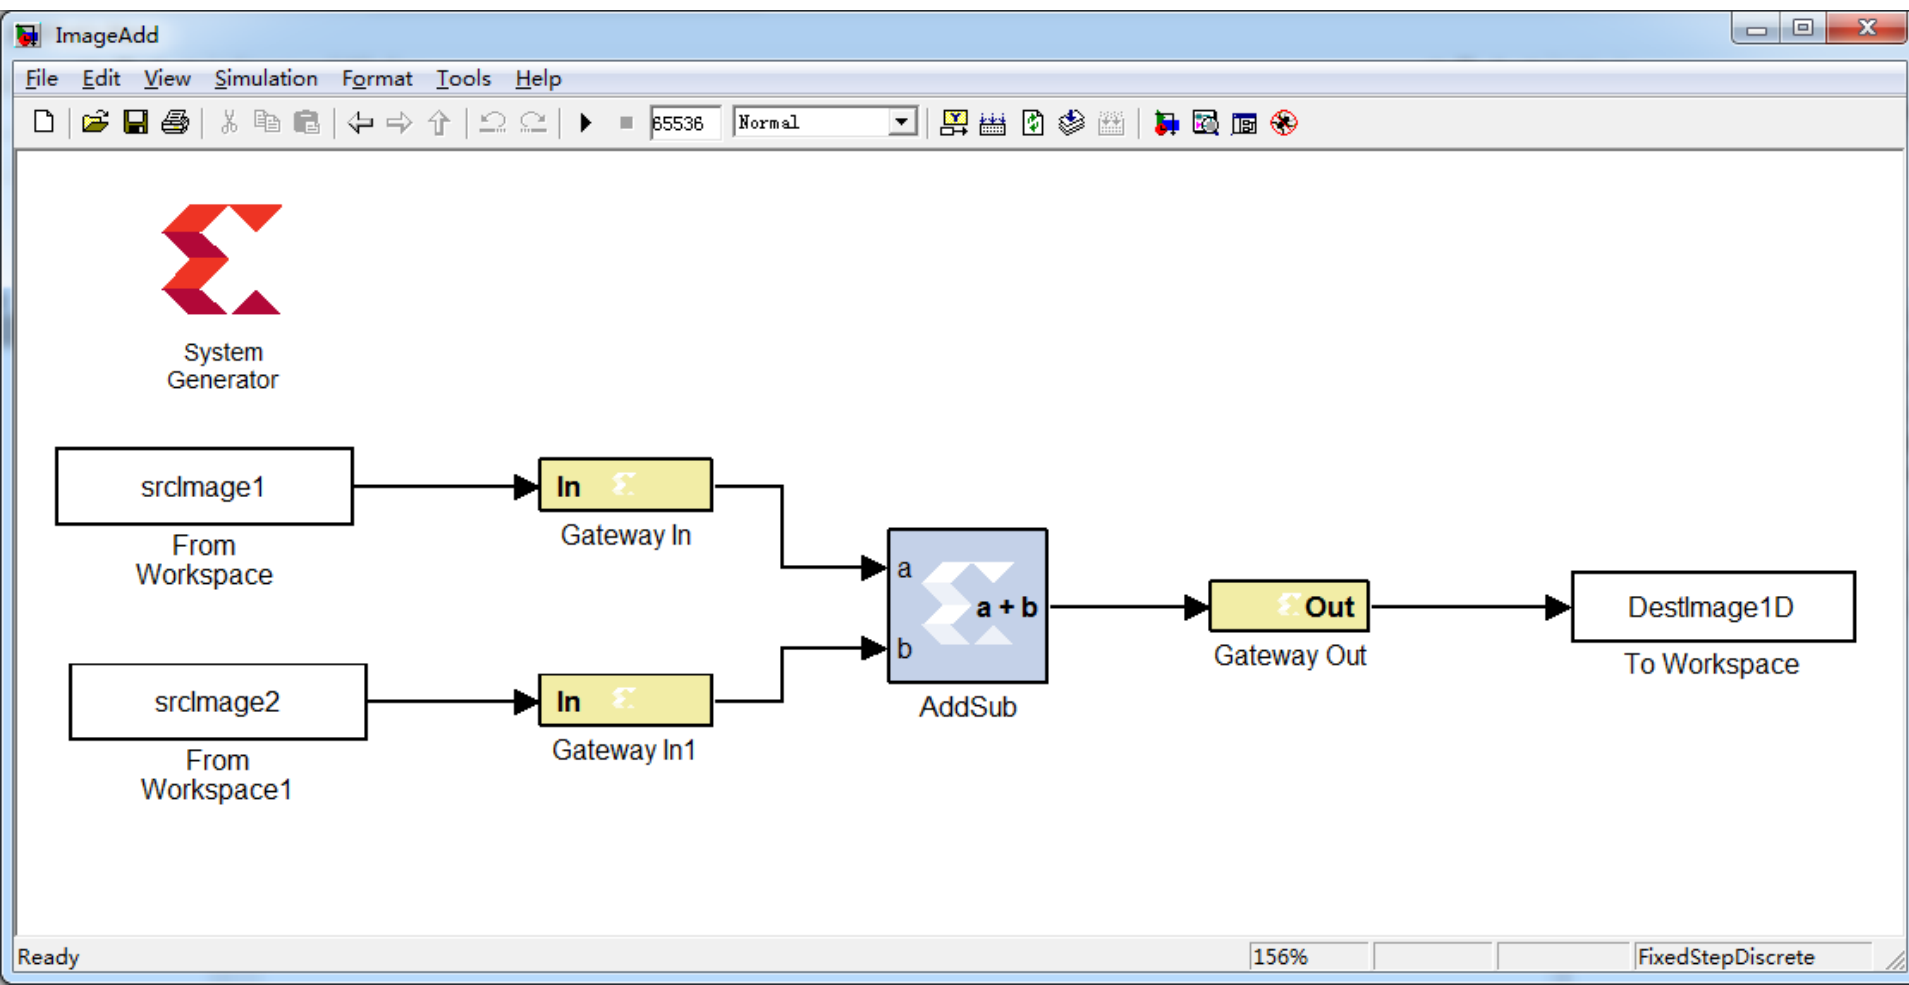 ImageAdd
File Edit View Simulation Format Tools Help
65536 Normal
System
Generator
srcImage1
From
Workspace
In
Gateway In
a
b
a + b
AddSub
Out
Gateway Out
DestImage1D
To Workspace
srcImage2
From
Workspace1
In
Gateway In1
Ready 156% FixedStepDiscrete